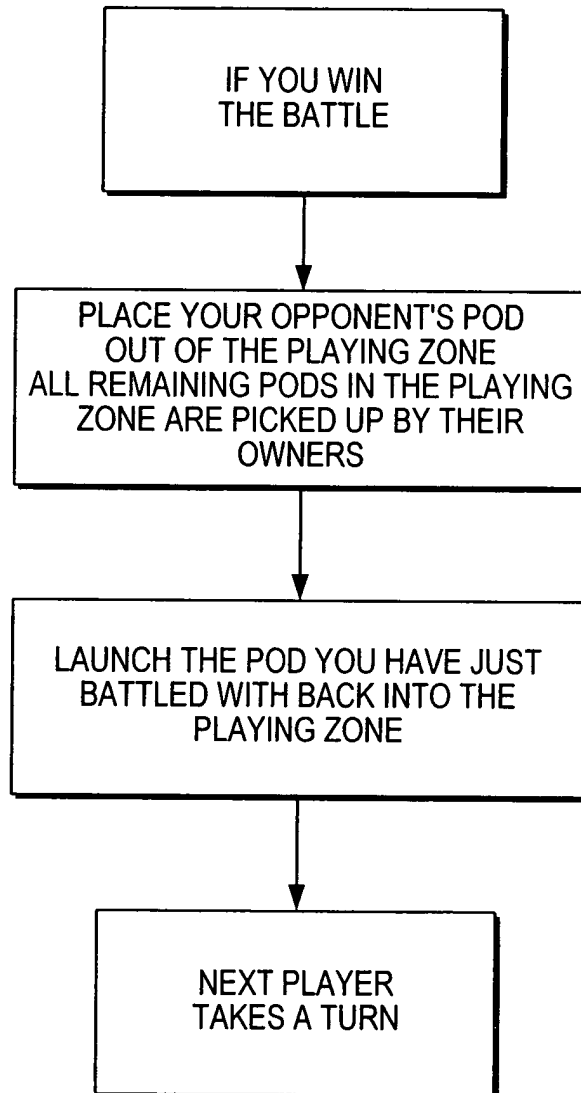 IF YOU WIN
THE BATTLE
PLACE YOUR OPPONENT'S POD
OUT OF THE PLAYING ZONE
ALL REMAINING PODS IN THE PLAYING
ZONE ARE PICKED UP BY THEIR
OWNERS
LAUNCH THE POD YOU HAVE JUST
BATTLED WITH BACK INTO THE
PLAYING ZONE
NEXT PLAYER
TAKES A TURN